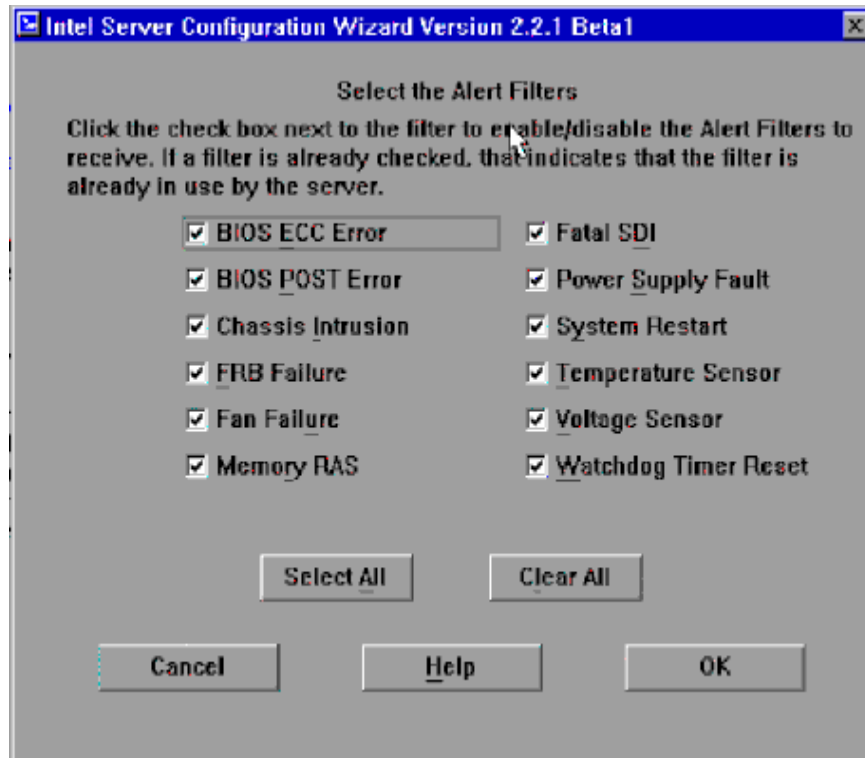 Intel Server Configuration Wizard Version 2.2.1 Beta1
Select the Alert Filters
Click the check box next to the filter to enable/disable the Alert Filters to
receive. If a filter is already checked, that indicates that the filter is
already in use by the server.
BIOS ECC Error
BIOS POST Error
Chassis Intrusion
FRB Failure
Fan Failure
Memory RAS
Fatal SDI
Power Supply Fault
System Restart
Temperature Sensor
Voltage Sensor
Watchdog Timer Reset
Select All
Clear All
Cancel
Help
OK